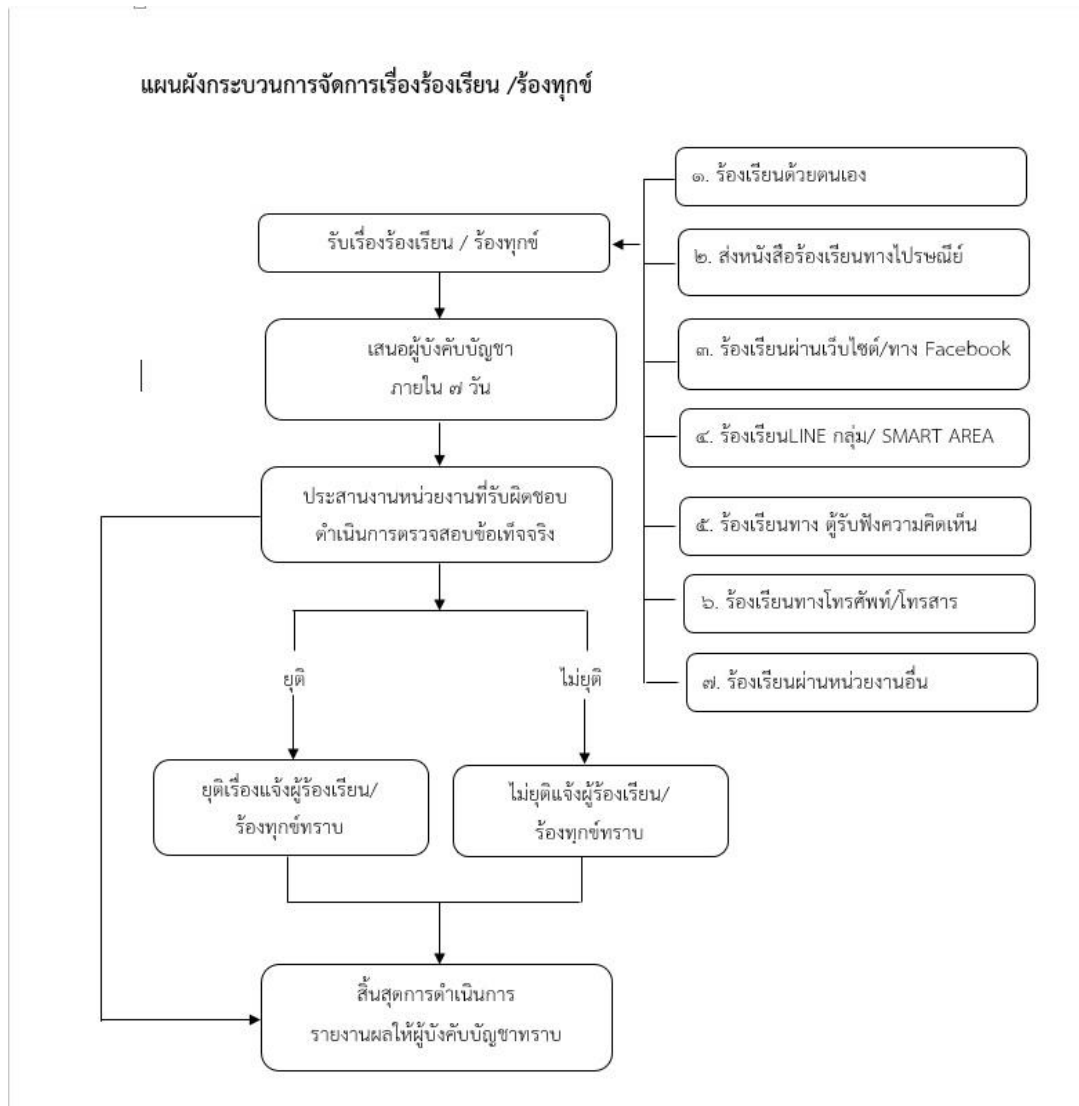 แผนผังกระบวนการจัดการเรื่องร้องเรียน /ร้องทุกข์
รับเรื่องร้องเรียน / ร้องทุกข์
เสนอผู้บังคับบัญชา
ภายใน ๗ วัน
ประสานงานหน่วยงานที่รับผิดชอบ
ดำเนินการตรวจสอบข้อเท็จจริง
ยุติ
ไม่ยุติ
ยุติเรื่องแจ้งผู้ร้องเรียน/
ร้องทุกข์ทราบ
ไม่ยุติแจ้งผู้ร้องเรียน/
ร้องทุกข์ทราบ
สิ้นสุดการดำเนินการ
รายงานผลให้ผู้บังคับบัญชาทราบ
๑. ร้องเรียนด้วยตนเอง
๒. ส่งหนังสือร้องเรียนทางไปรษณีย์
๓. ร้องเรียนผ่านเว็บไซต์/ทาง Facebook
๔. ร้องเรียนLINE กลุ่ม/ SMART AREA
๕. ร้องเรียนทาง ตู้รับฟังความคิดเห็น
๖. ร้องเรียนทางโทรศัพท์/โทรสาร
๗. ร้องเรียนผ่านหน่วยงานอื่น